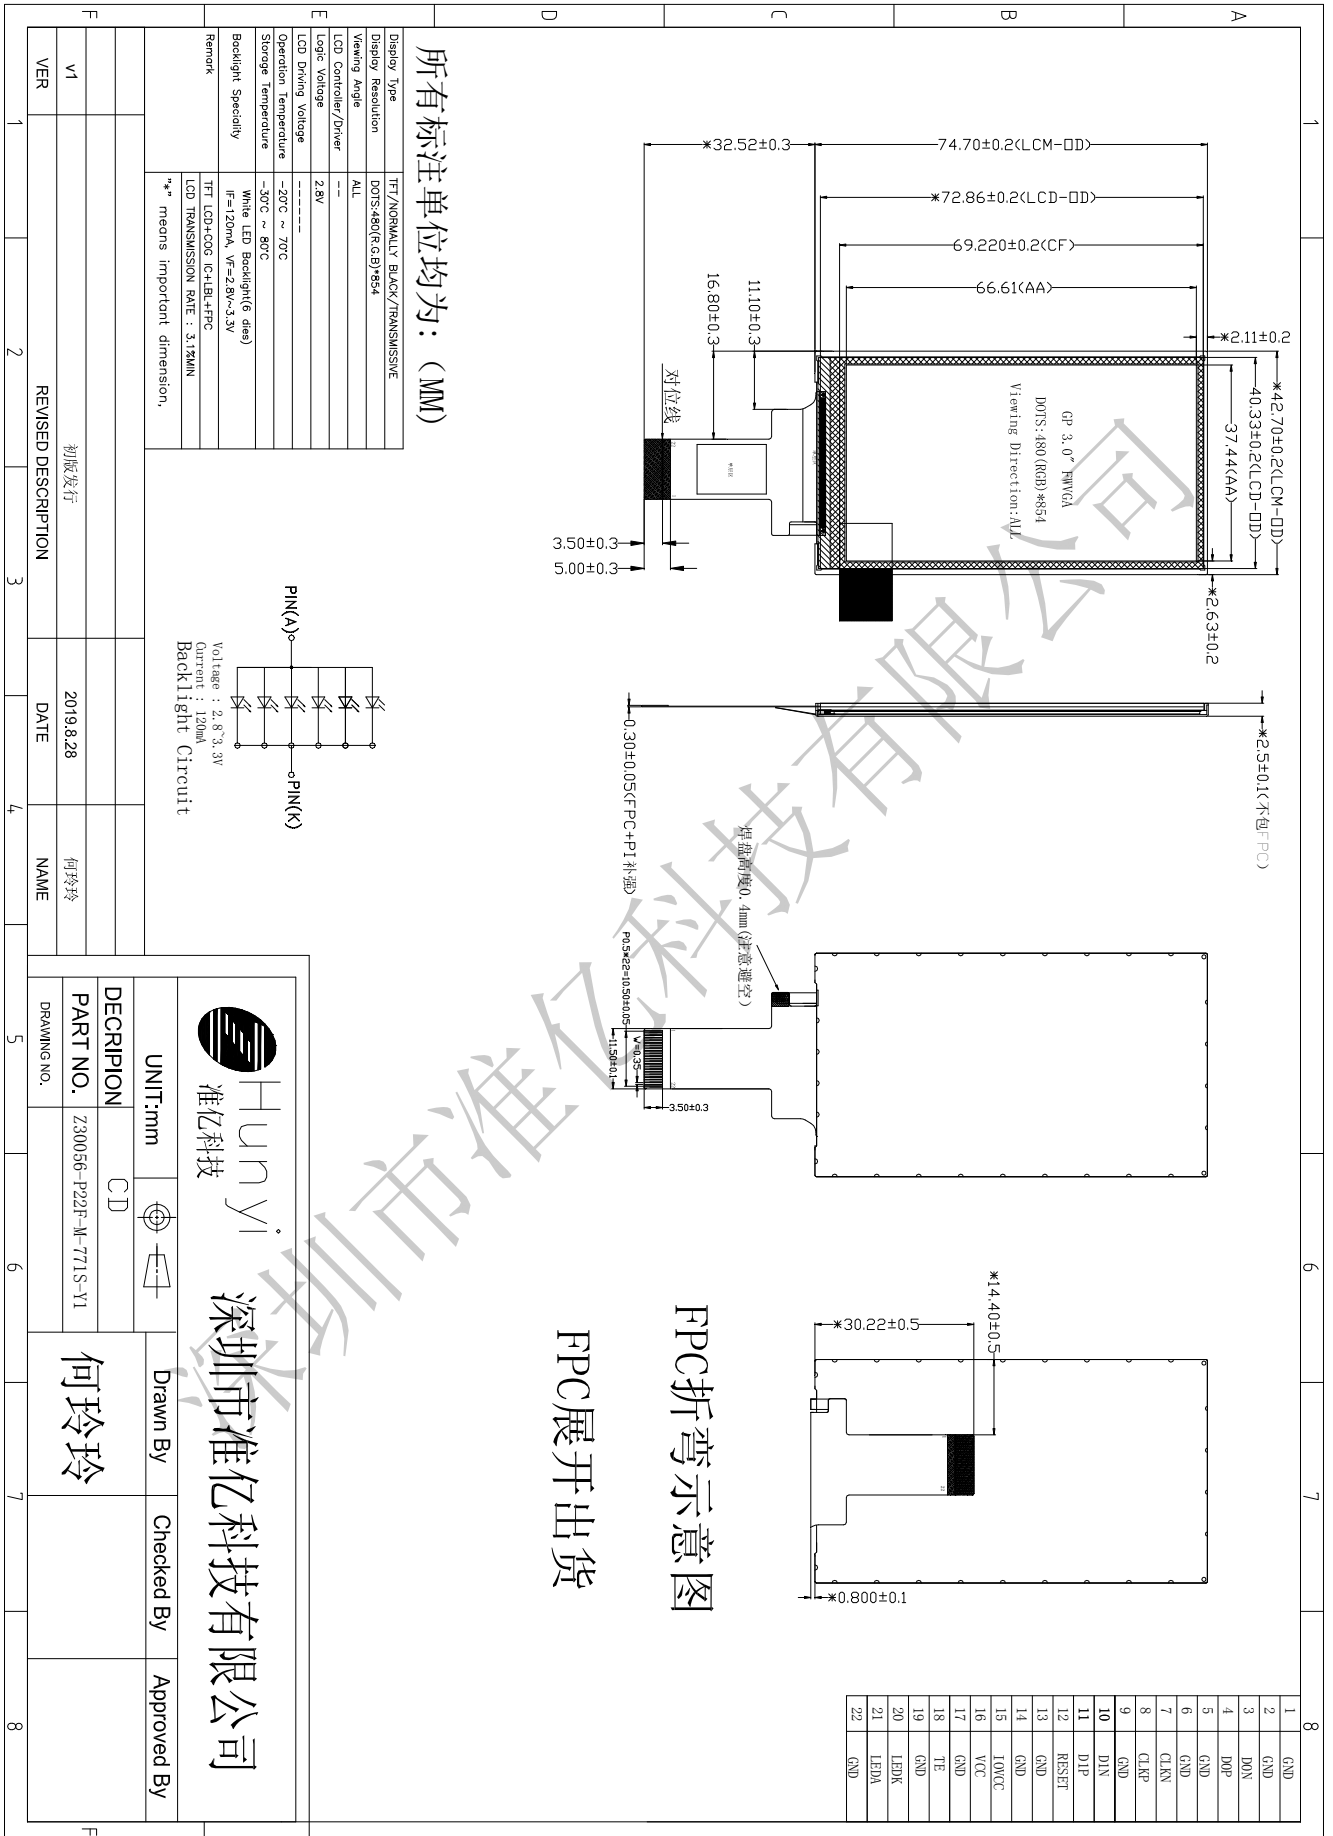 1
2
3
4
5
6
7
8
A
B
C
D
E
F
74.70±0.2(LCM-OD)
*32.52±0.3
*72.86±0.2(LCD-OD)
69.220±0.2(CF)
66.61(AA)
*2.11±0.2
*42.70±0.2(LCM-OD)
40.33±0.2(LCD-OD)
37.44(AA)
*2.63±0.2
16.80±0.3
11.10±0.3
对位线
3.50±0.3
5.00±0.3
GP 3.0" FWVGA
DOTS:480(RGB)*854
Viewing Direction:ALL
*2.5±0.1(不包FPC)
0.30±0.05(FPC+PI补强)
焊盘高度0.4mm(注意避空)
P0.5*22=10.50±0.05
W=0.35
11.50±0.1
3.50±0.3
*14.40±0.5
*30.22±0.5
*0.800±0.1
FPC折弯示意图
FPC展开出货
1 GND
2 GND
3 D0N
4 D0P
5 GND
6 GND
7 CLKN
8 CLKP
9 GND
10 D1N
11 D1P
12 RESET
13 GND
14 GND
15 IOVCC
16 VCC
17 GND
18 TE
19 GND
20 LEDK
21 LEDA
22 GND
所有标注单位均为:(MM)
Display Type TFT/NORMALLY BLACK/TRANSMISSIVE
Display Resolution DOTS:480(R.G.B)*854
Viewing Angle ALL
LCD Controller/Driver --
Logic Voltage 2.8V
LCD Driving Voltage ------
Operation Temperature -20℃ ~ 70℃
Storage Temperature -30℃ ~ 80℃
Backlight Speciality White LED Backlight(6 dies)
IF=120mA, VF=2.8V~3.3V
Remark TFT LCD+COG IC+LBL+FPC
LCD TRANSMISSION RATE : 3.1%MIN
"*" means important dimension,
PIN(A)
PIN(K)
Voltage : 2.8~3.3V
Current : 120mA
Backlight Circuit
v1 初版发行 2019.8.28 何玲玲
VER REVISED DESCRIPTION DATE NAME
Hunyi
准亿科技
深圳市准亿科技有限公司
UNIT:mm
Drawn By
Checked By
Approved By
DECRIPION CD
PART NO. Z30056-P22F-M-771S-Y1
DRAWING NO.
何玲玲
深圳市准亿科技有限公司